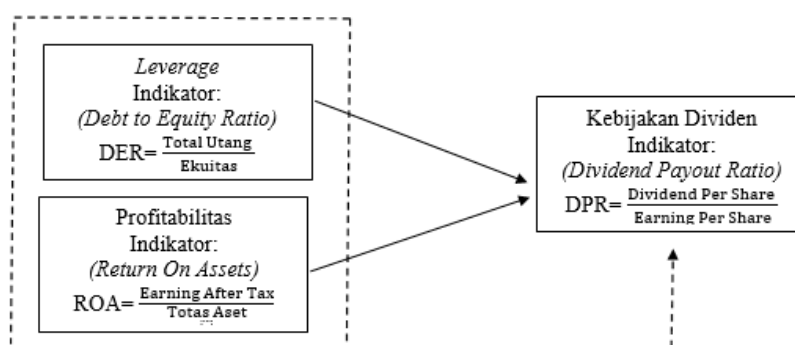 Leverage
Indikator:
(Debt to Equity Ratio)
DER= Total Utang
Ekuitas
Profitabilitas
Indikator:
(Return On Assets)
ROA= Earning After Tax
Totas Aset
Kebijakan Dividen
Indikator:
(Dividend Payout Ratio)
DPR= Dividend Per Share
Earning Per Share